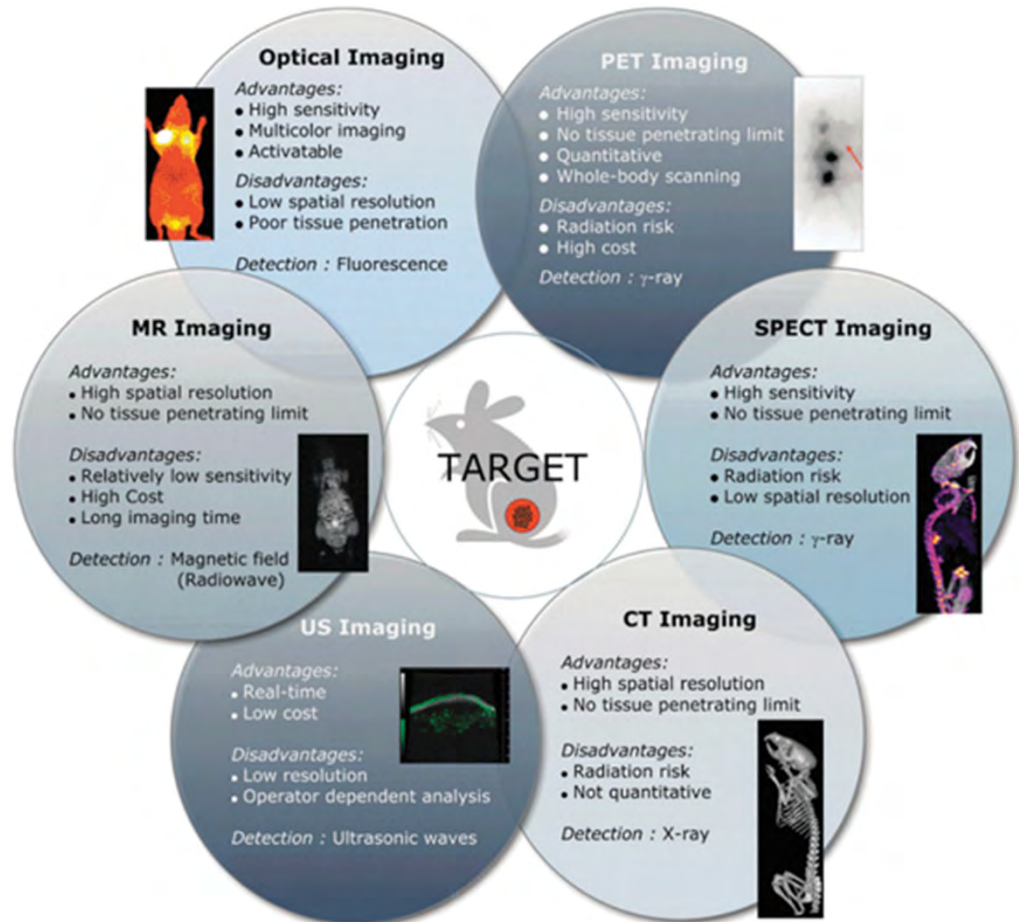 Optical Imaging
Advantages:
• High sensitivity
• Multicolor imaging
• Activatable
Disadvantages:
• Low spatial resolution
• Poor tissue penetration
Detection : Fluorescence
PET Imaging
Advantages:
• High sensitivity
• No tissue penetrating limit
• Quantitative
• Whole-body scanning
Disadvantages:
• Radiation risk
• High cost
Detection : γ-ray
MR Imaging
Advantages:
• High spatial resolution
• No tissue penetrating limit
Disadvantages:
• Relatively low sensitivity
• High Cost
• Long imaging time
Detection : Magnetic field
(Radiowave)
TARGET
SPECT Imaging
Advantages:
• High sensitivity
• No tissue penetrating limit
Disadvantages:
• Radiation risk
• Low spatial resolution
Detection : γ-ray
US Imaging
Advantages:
• Real-time
• Low cost
Disadvantages:
• Low resolution
• Operator dependent analysis
Detection : Ultrasonic waves
CT Imaging
Advantages:
• High spatial resolution
• No tissue penetrating limit
Disadvantages:
• Radiation risk
• Not quantitative
Detection : X-ray